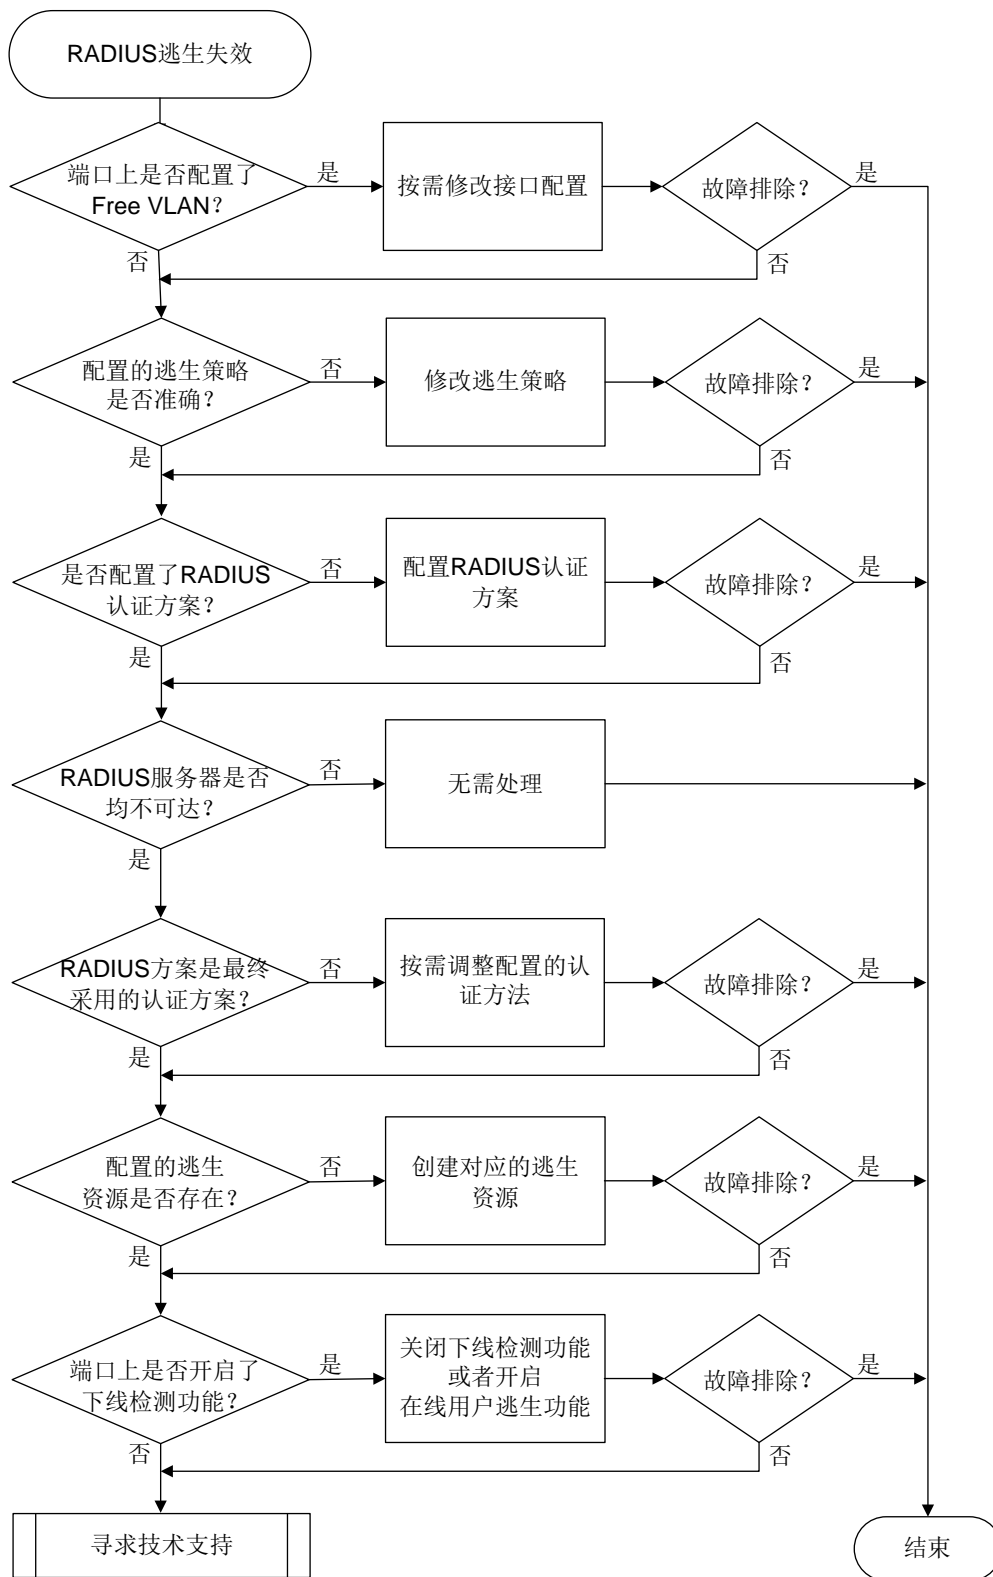 RADIUS逃生失效
端口上是否配置了
Free VLAN？
是
按需修改接口配置
故障排除？
是
否
否
配置的逃生策略
是否准确？
否
修改逃生策略
故障排除？
是
是
否
是否配置了RADIUS
认证方案？
否
配置RADIUS认证
方案
故障排除？
是
是
否
RADIUS服务器是否
均不可达？
否
无需处理
是
RADIUS方案是最终
采用的认证方案？
否
按需调整配置的认
证方法
故障排除？
是
是
否
配置的逃生
资源是否存在？
否
创建对应的逃生
资源
故障排除？
是
是
否
端口上是否开启了
下线检测功能？
是
关闭下线检测功能
或者开启
在线用户逃生功能
故障排除？
是
否
否
寻求技术支持
结束